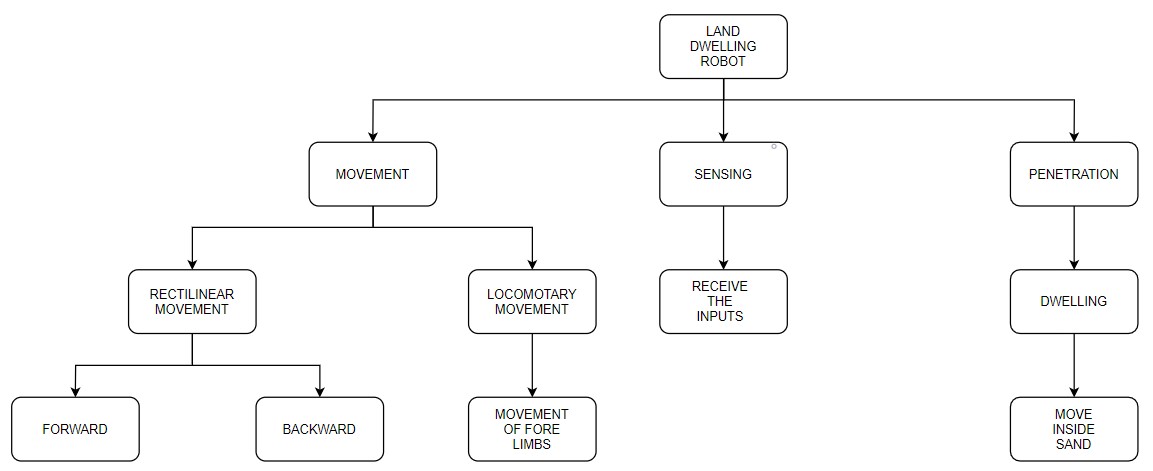 LAND
DWELLING
ROBOT
MOVEMENT
SENSING
PENETRATION
RECTILINEAR
MOVEMENT
LOCOMOTARY
MOVEMENT
RECEIVE
THE
INPUTS
DWELLING
FORWARD
BACKWARD
MOVEMENT
OF FORE
LIMBS
MOVE
INSIDE
SAND